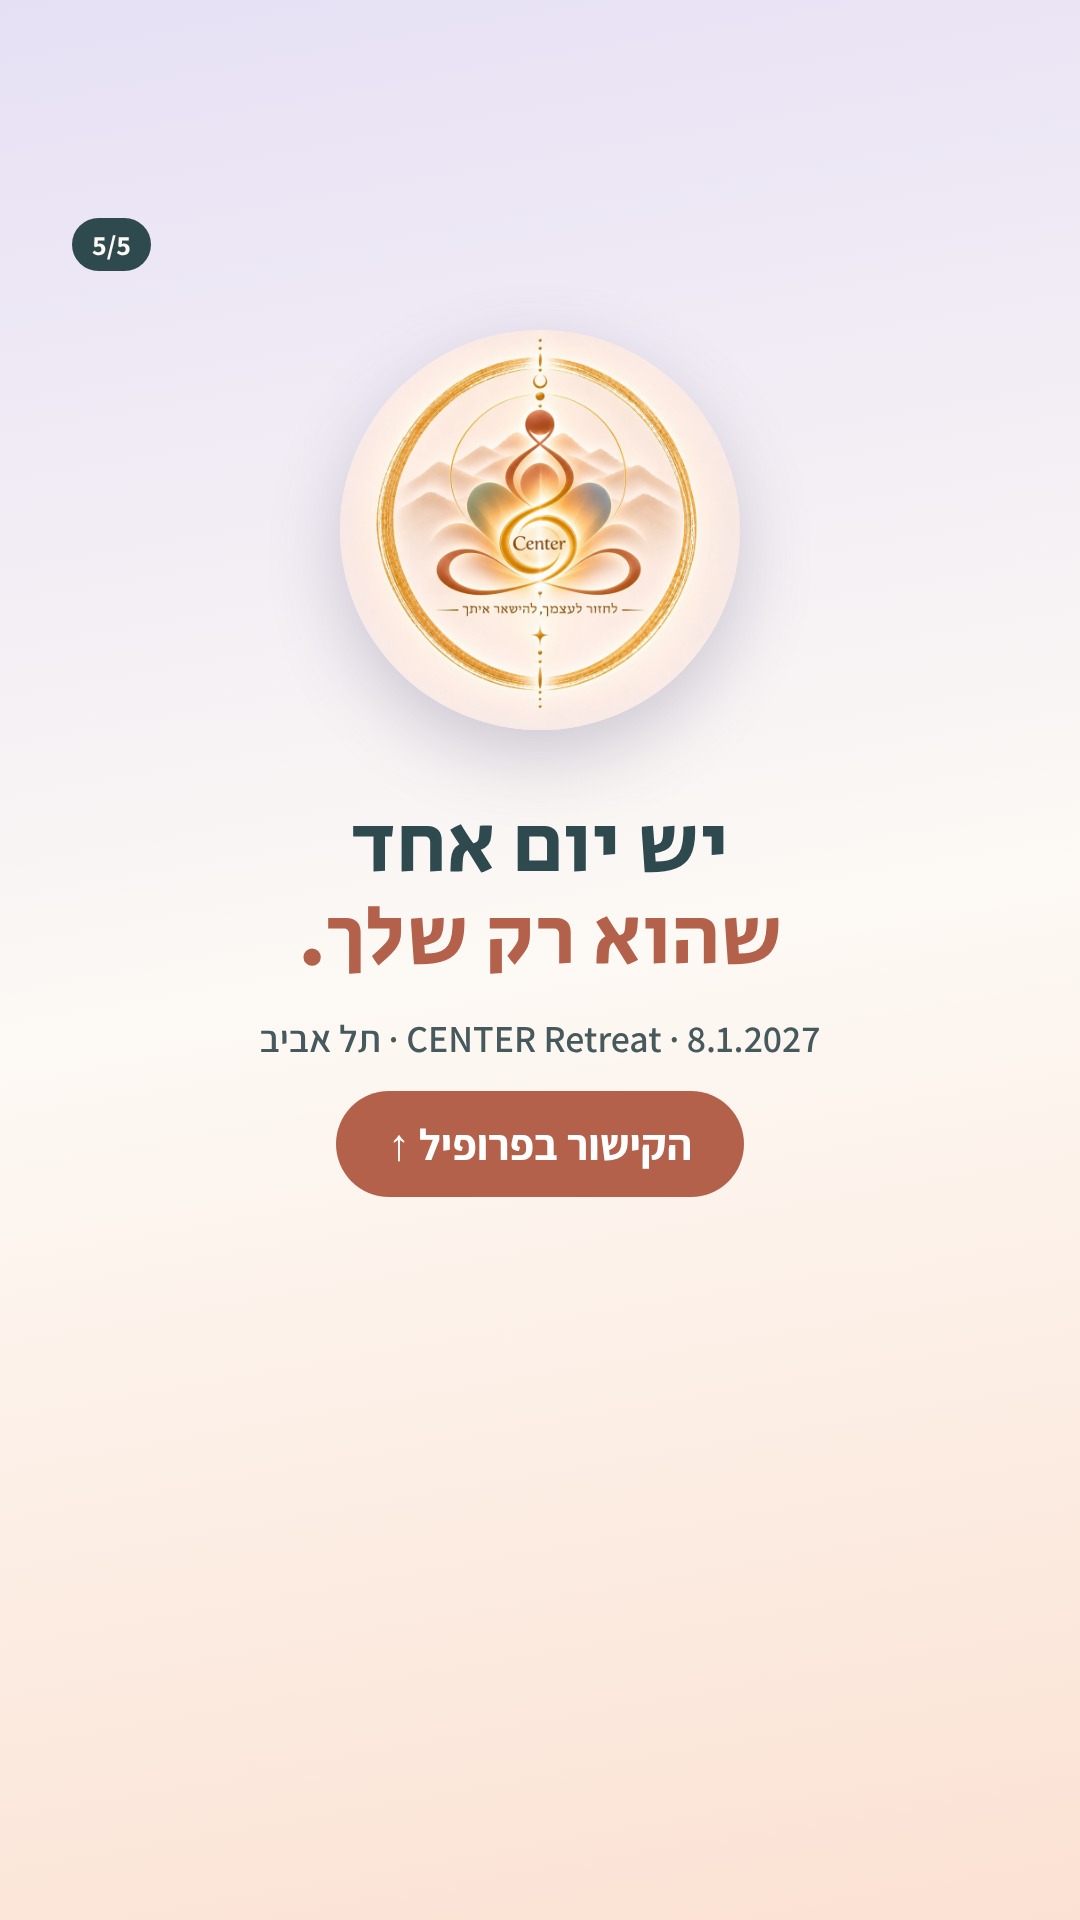 5/5
Center
לחזור לעצמך, להישאר איתך
יש יום אחד
שהוא רק שלך.
8.1.2027 · CENTER Retreat · תל אביב
הקישור בפרופיל ↑